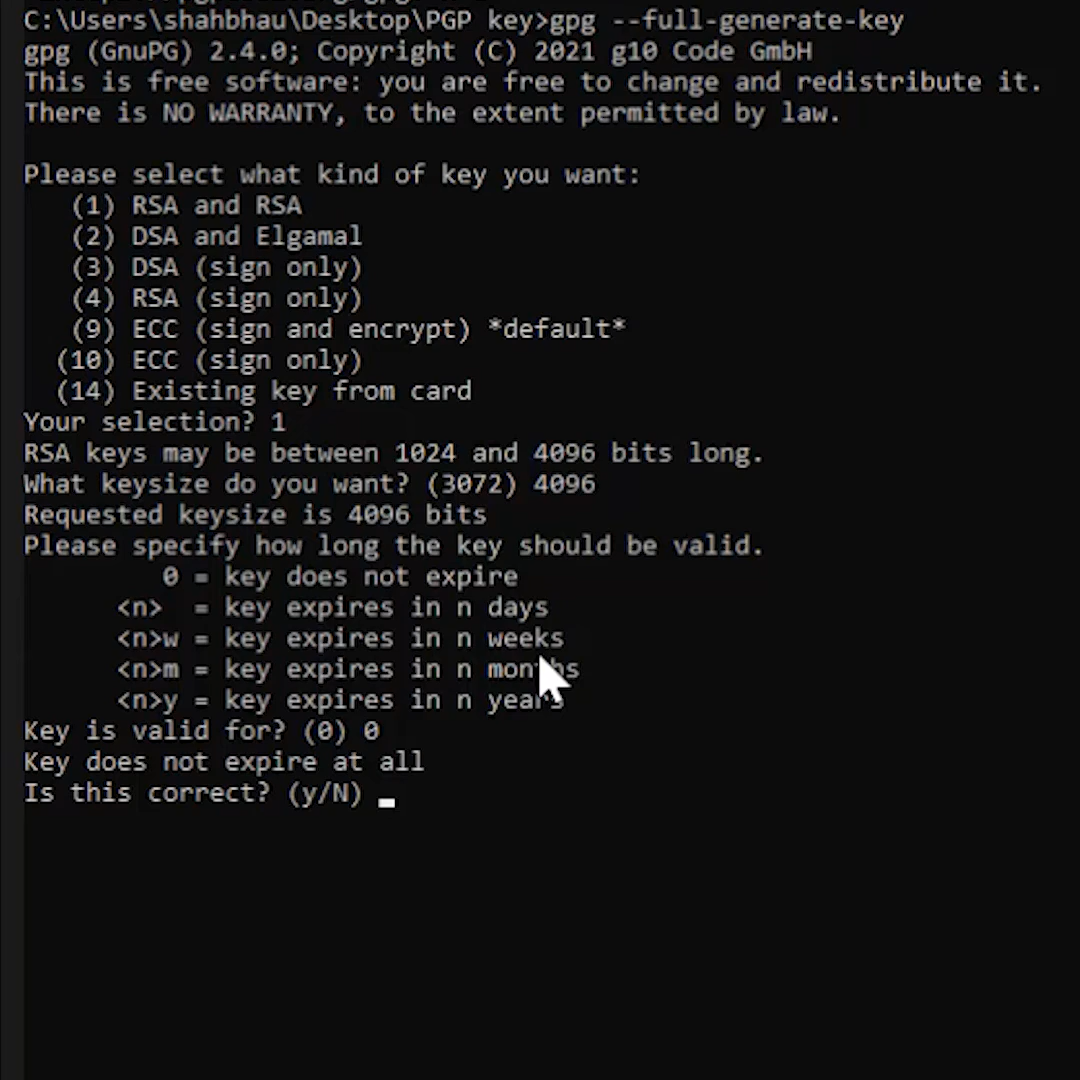 C:\Users\shahbhau\Desktop\PGP key>gpg --full-generate-key
gpg (GnuPG) 2.4.0; Copyright (C) 2021 g10 Code GmbH
This is free software: you are free to change and redistribute it.
There is NO WARRANTY, to the extent permitted by law.
Please select what kind of key you want:
(1) RSA and RSA
(2) DSA and Elgamal
(3) DSA (sign only)
(4) RSA (sign only)
(9) ECC (sign and encrypt) *default*
(10) ECC (sign only)
(14) Existing key from card
Your selection? 1
RSA keys may be between 1024 and 4096 bits long.
What keysize do you want? (3072) 4096
Requested keysize is 4096 bits
Please specify how long the key should be valid.
0 = key does not expire
<n>  = key expires in n days
<n>w = key expires in n weeks
<n>m = key expires in n months
<n>y = key expires in n years
Key is valid for? (0) 0
Key does not expire at all
Is this correct? (y/N)